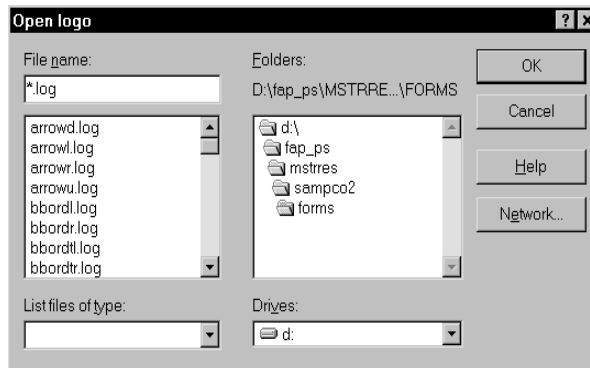 Open logo
File name:
*.log
arrowd.log
arrowl.log
arrowr.log
arrowu.log
bbordl.log
bbordr.log
bbordtl.log
bbordtr.log
List files of type:
Folders:
D:\fap_ps\MSTRRE...\FORMS
d:\
fap_ps
mstrres
sampco2
forms
Drives:
d:
OK
Cancel
Help
Network...